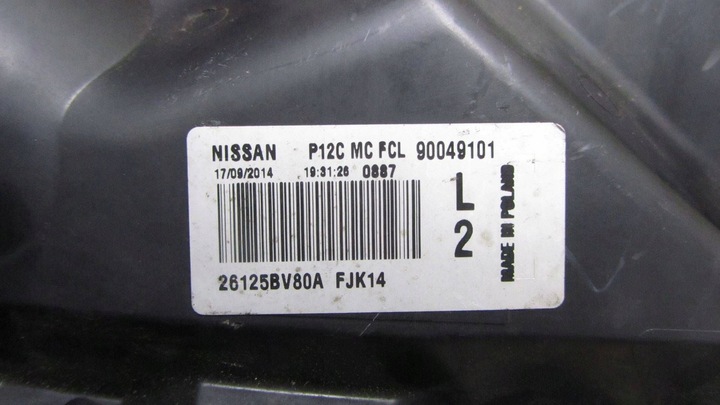 NISSAN P12C MC FCL 90049101
17/09/2014 19:31:26 0887
L
2
MADE IN POLAND
26125BV80A FJK14